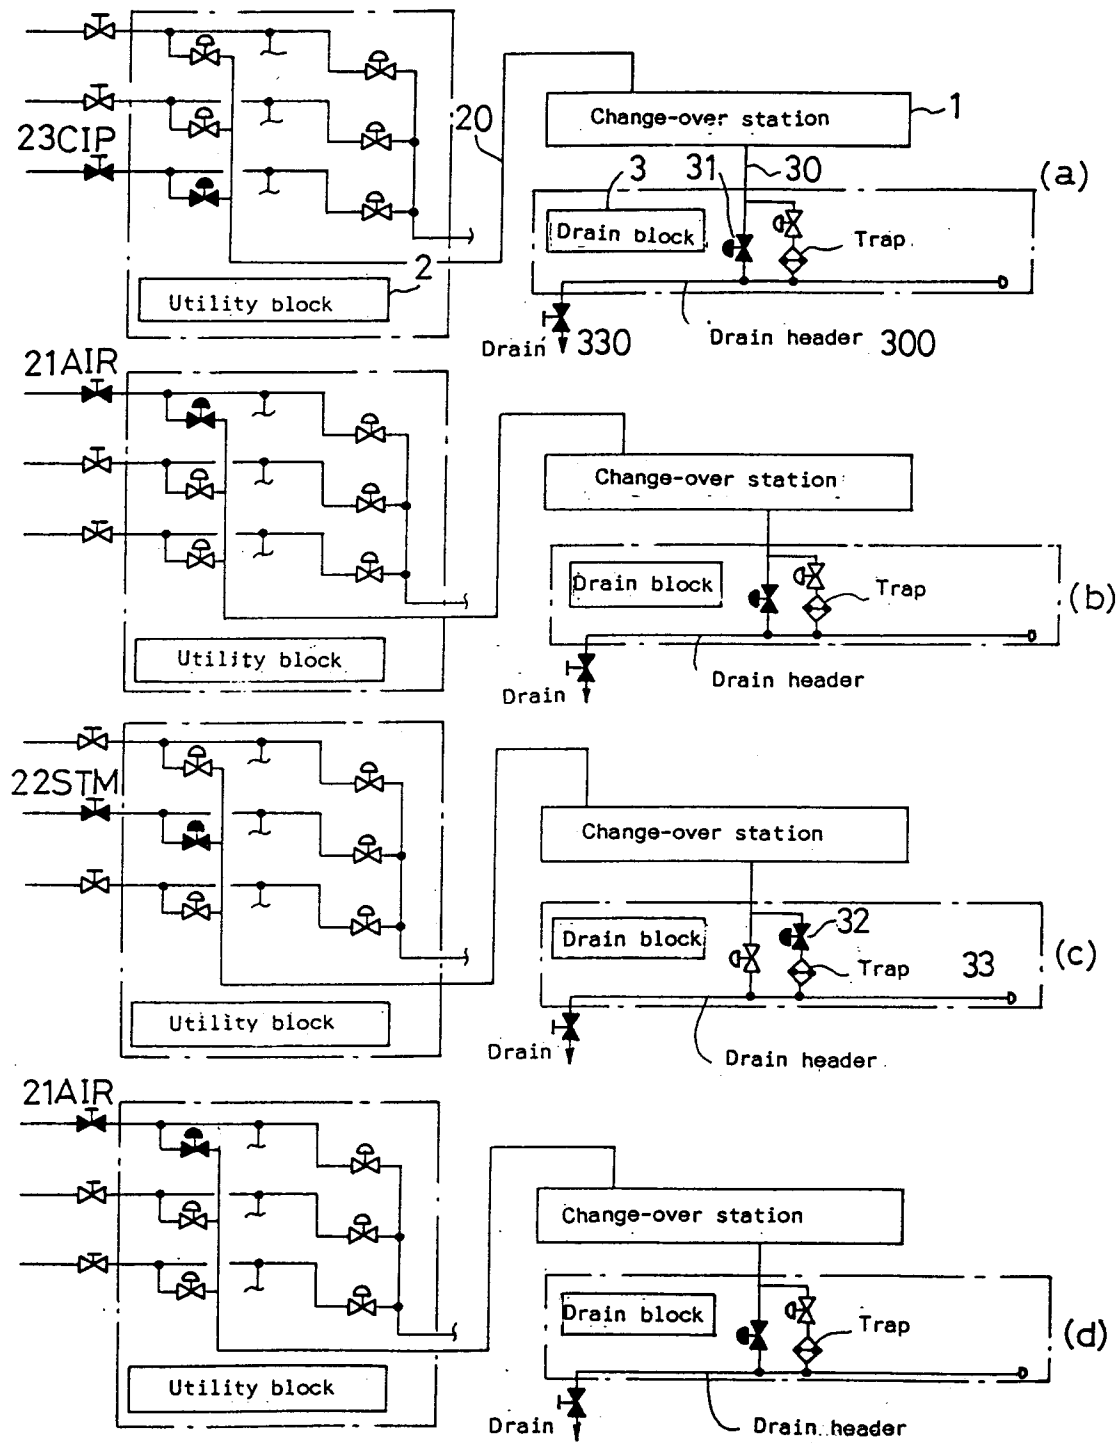 23CIP
20
Change-over station
1
3
31
30
(a)
Drain block
Trap
2
Utility block
Drain
330
Drain header
300
21AIR
Change-over station
Drain block
Trap
(b)
Utility block
Drain
Drain header
22STM
Change-over station
Drain block
32
Trap
33
(c)
Utility block
Drain
Drain header
21AIR
Change-over station
Drain block
Trap
(d)
Utility block
Drain
Drain header